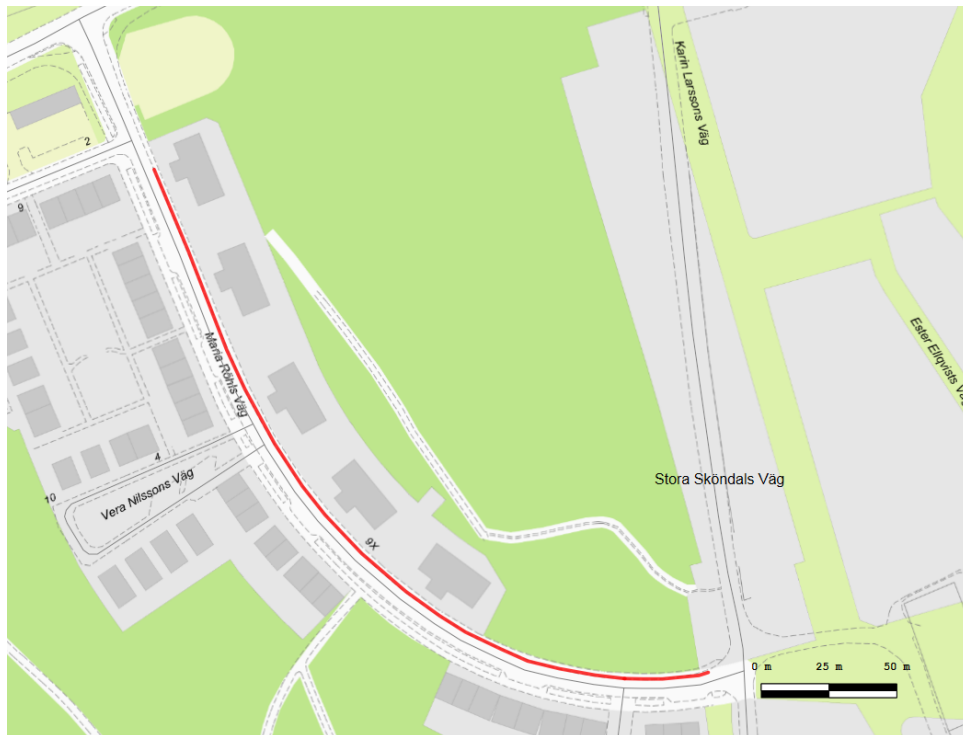 Karin Larssons Väg
2
9
Ester Ellqvists Väg
Maria Röhls Väg
4
Stora Sköndals Väg
Vera Nilssons Väg
10
9X
0 m 25 m 50 m